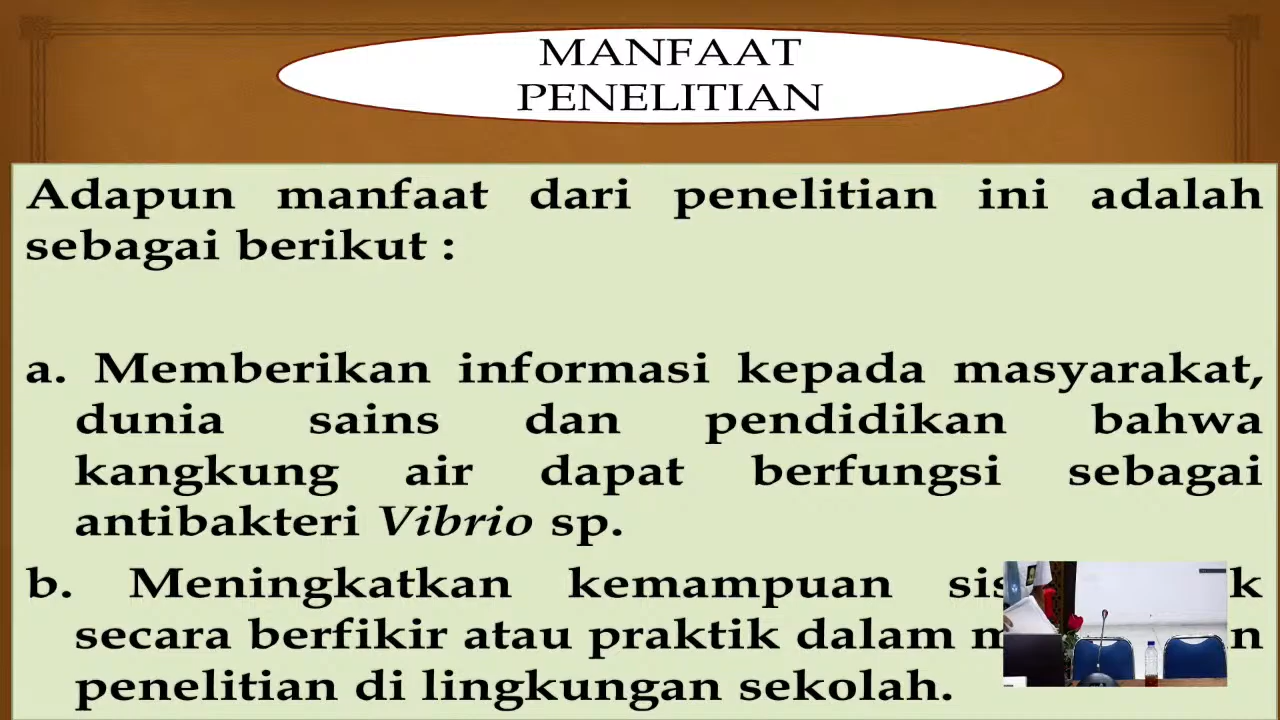 MANFAAT
PENELITIAN
Adapun manfaat dari penelitian ini adalah
sebagai berikut :
a. Memberikan informasi kepada masyarakat,
dunia sains dan pendidikan bahwa
kangkung air dapat berfungsi sebagai
antibakteri Vibrio sp.
b. Meningkatkan kemampuan
secara berfikir atau praktik dalam
penelitian di lingkungan sekolah.